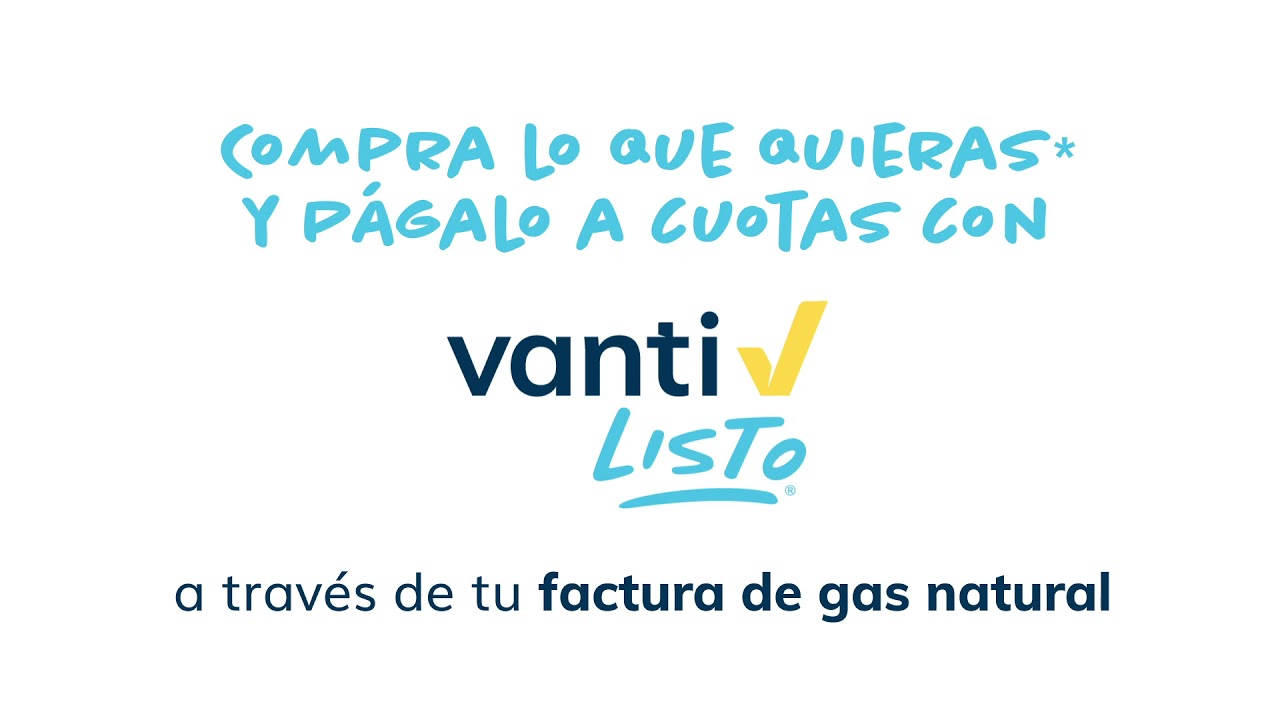 COMPRA LO QUE QUIERAS*
Y PÁGALO A CUOTAS CON
vanti
LISTO
®
a través de tu factura de gas natural